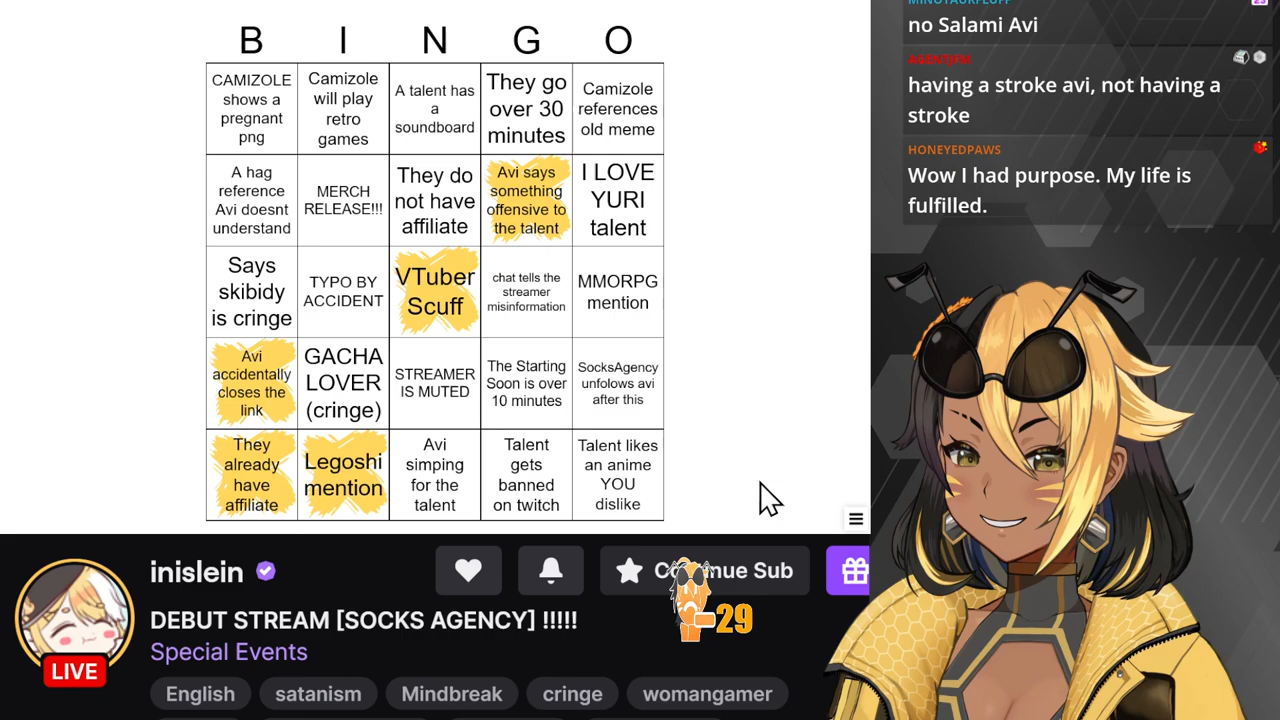 B I N G O
CAMIZOLE
shows a
pregnant
png
Camizole
will play
retro
games
A talent has
a
soundboard
They go
over 30
minutes
Camizole
references
old meme
A hag
reference
Avi doesnt
understand
MERCH
RELEASE!!!
They do
not have
affiliate
Avi says
something
offensive to
the talent
I LOVE
YURI
talent
Says
skibidy
is cringe
TYPO BY
ACCIDENT
VTuber
Scuff
chat tells the
streamer
misinformation
MMORPG
mention
Avi
accidentally
closes the
link
GACHA
LOVER
(cringe)
STREAMER
IS MUTED
The Starting
Soon is over
10 minutes
SocksAgency
unfolows avi
after this
They
already
have
affiliate
Legoshi
mention
Avi
simping
for the
talent
Talent
gets
banned
on twitch
Talent likes
an anime
YOU
dislike
MINOTAURFLUFF
no Salami Avi
AGENTJFM
having a stroke avi, not having a
stroke
HONEYEDPAWS
Wow I had purpose. My life is
fulfilled.
inislein
Sub
29
DEBUT STREAM [SOCKS AGENCY] !!!!!
Special Events
LIVE
English satanism Mindbreak cringe womangamer